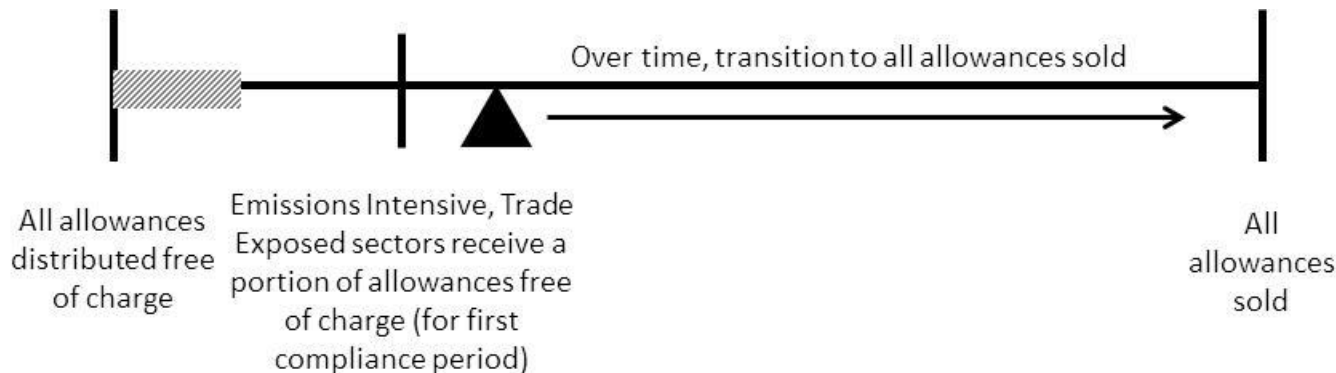 Over time, transition to all allowances sold
All allowances
distributed free
of charge
Emissions Intensive, Trade
Exposed sectors receive a
portion of allowances free
of charge (for first
compliance period)
All
allowances
sold